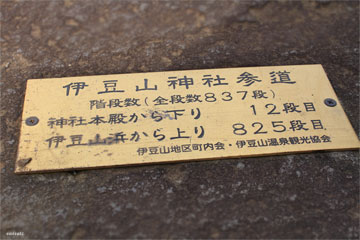 伊豆山神社参道
階段数(全段数837段)
神社本殿から下り 12段目
伊豆山浜から上り 825段目
伊豆山地区町内会・伊豆山温泉観光協会